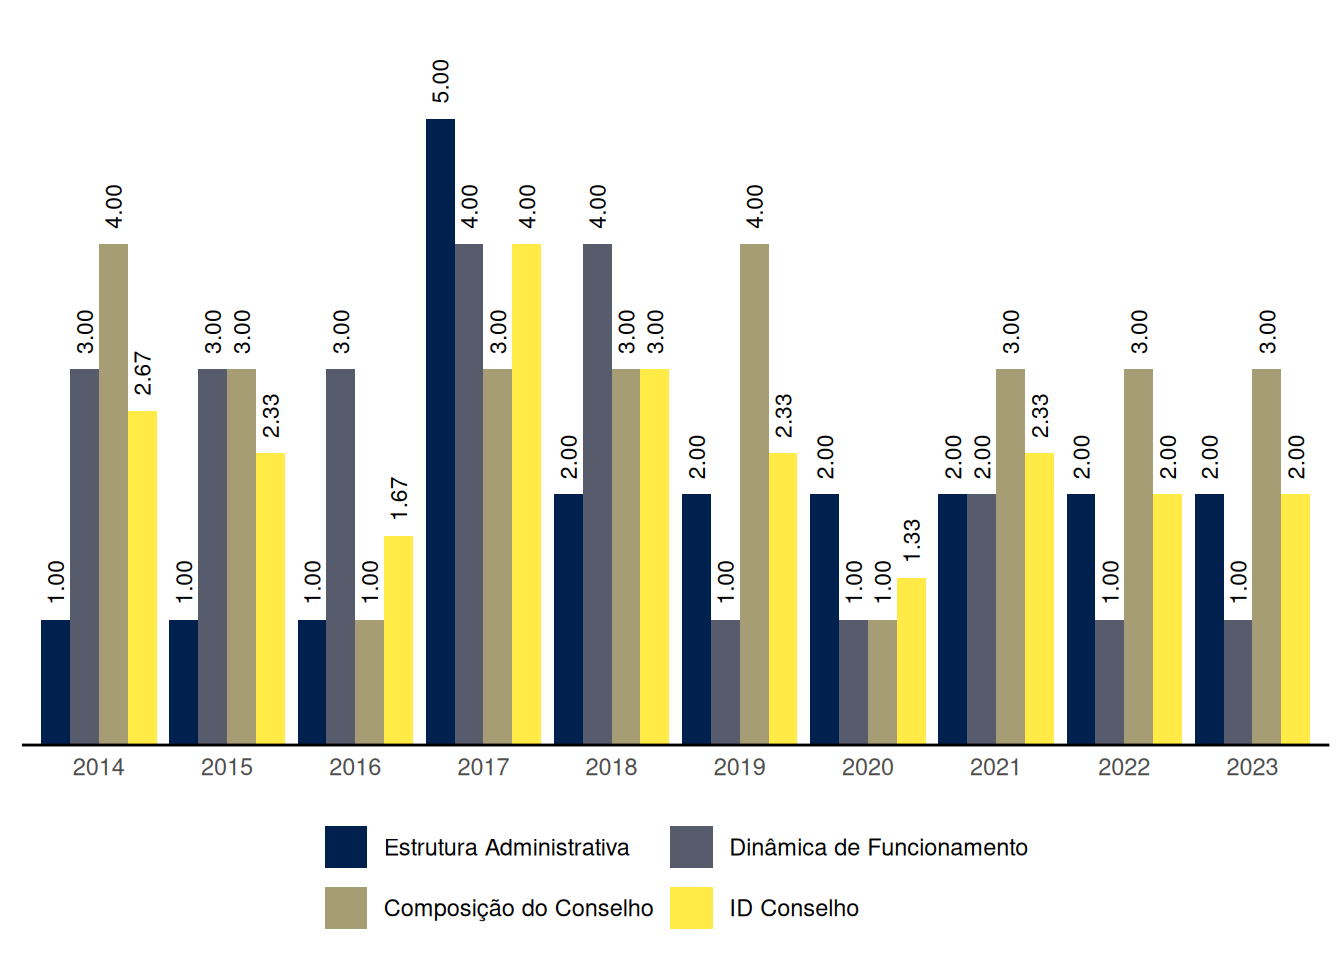 5.00
4.00 4.00 4.00 4.00 4.00
3.00 3.00 3.00 3.00 3.00 3.00 3.00 3.00 3.00 3.00
2.67 2.33 2.00 2.00 2.33 2.00 2.00 2.00 2.33 2.00 2.00 2.00 2.00
1.67
1.00 1.00 1.00 1.00 1.00 1.00 1.00 1.33 1.00 1.00
2014 2015 2016 2017 2018 2019 2020 2021 2022 2023
Estrutura Administrativa Dinâmica de Funcionamento
Composição do Conselho ID Conselho